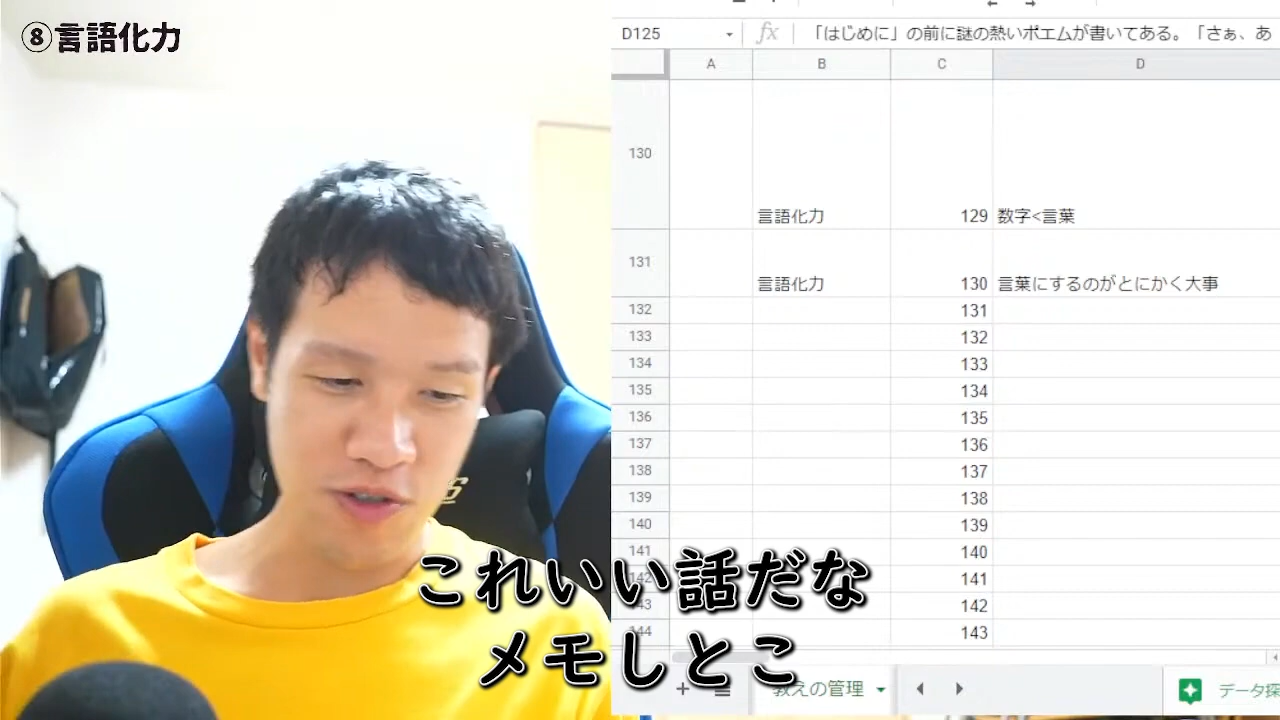 ⑧言語化力
D125
fx
「はじめに」の前に謎の熱いポエムが書いてある。「さぁ、あ
A B C D
130 言語化力 129 数字<言葉
131 言語化力 130 言葉にするのがとにかく大事
132 131
133 132
134 133
135 134
136 135
137 136
138 137
139 138
140 139
141 140
142 141
43 142
144 143
これいい話だな
メモしとこ
教えの管理
データ探